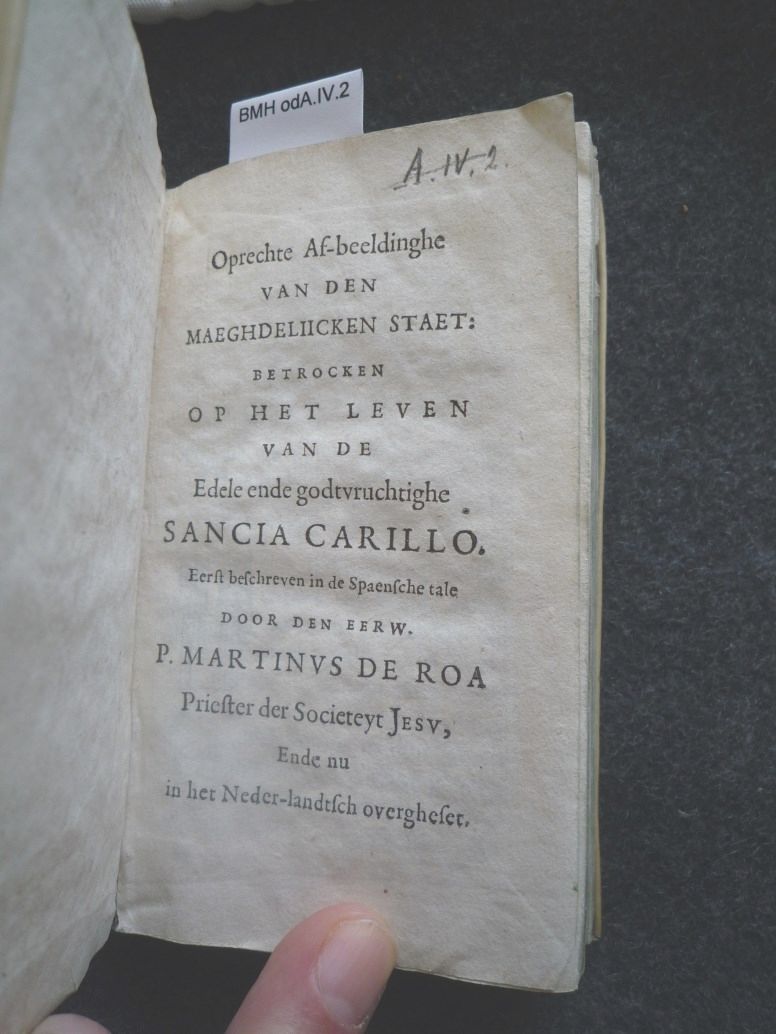 BMH odA.IV.2
A.IV.2.
Oprechte Af-beeldinghe
VAN DEN
MAEGHDELIICKEN STAET:
BETROCKEN
OP HET LEVEN
VAN DE
Edele ende godtvruchtighe
SANCIA CARILLO.
Eerſt beſchreven in de Spaenſche tale
DOOR DEN EERW.
P. MARTINVS DE ROA
Prieſter der Societeyt JESV,
Ende nu
in het Neder-landtſch overgheſet.